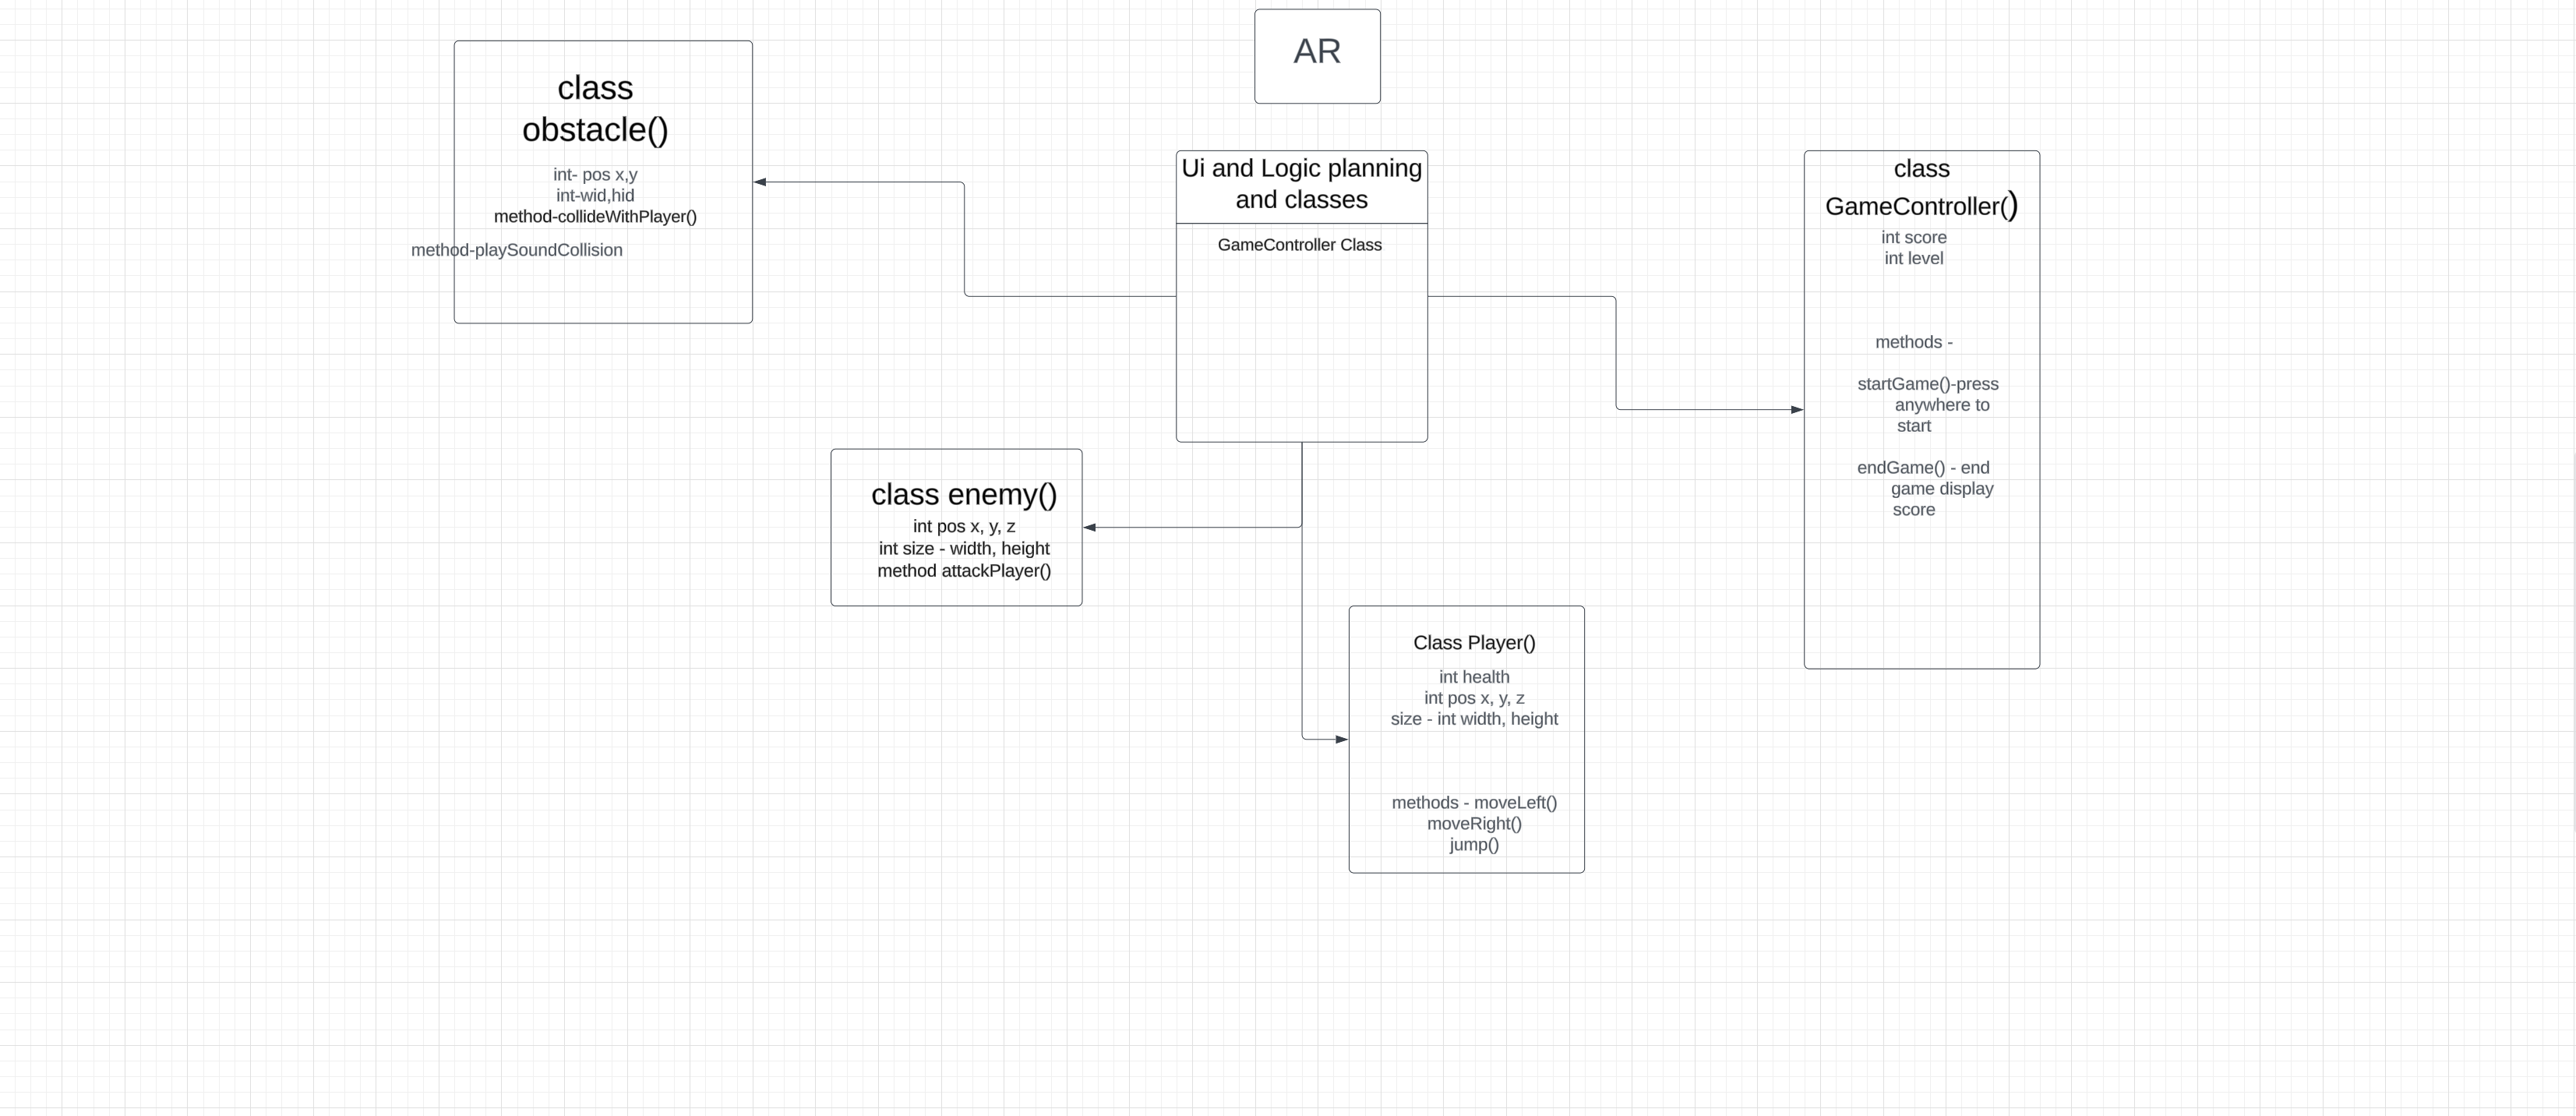 AR
class
obstacle()
int- pos x,y
int-wid,hid
method-collideWithPlayer()
method-playSoundCollision
Ui and Logic planning
and classes
GameController Class
class
GameController()
int score
int level
methods -
startGame()-press
anywhere to
start
endGame() - end
game display
score
class enemy()
int pos x, y, z
int size - width, height
method attackPlayer()
Class Player()
int health
int pos x, y, z
size - int width, height
methods - moveLeft()
moveRight()
jump()